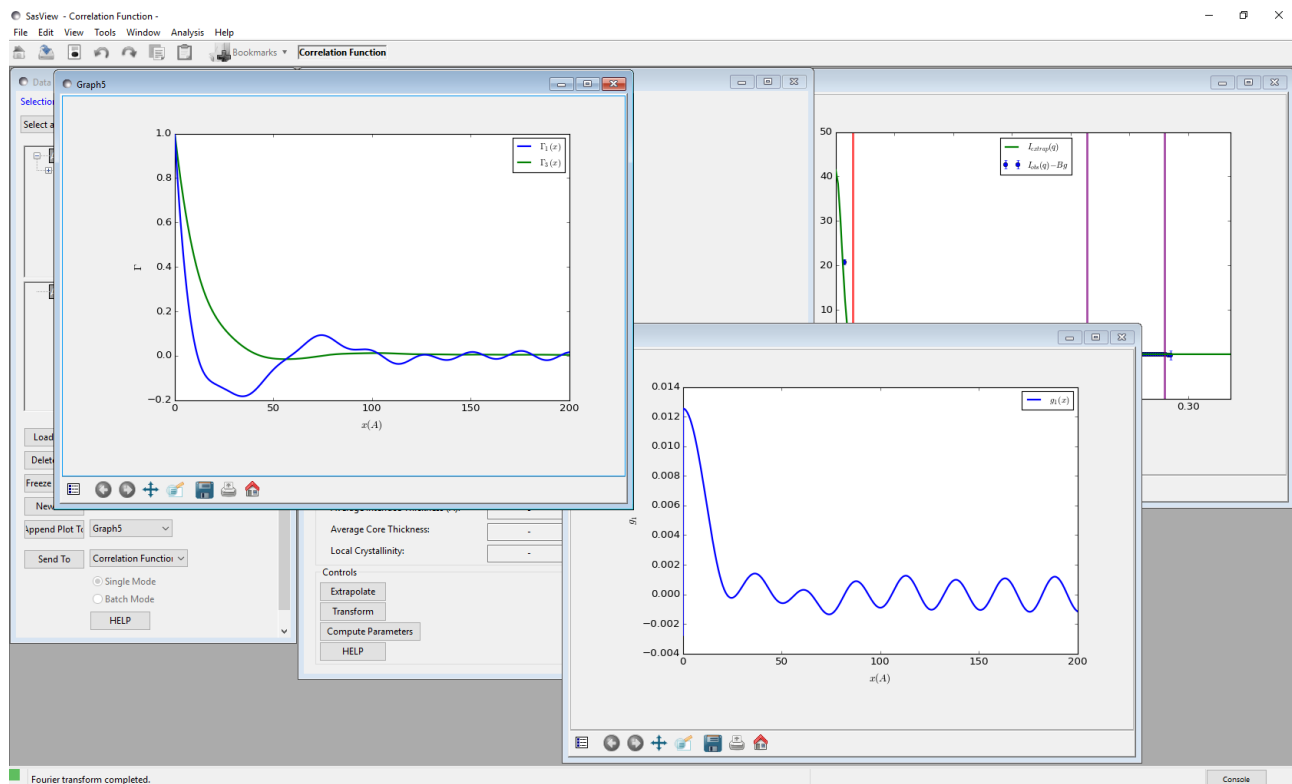 SasView - Correlation Function -
File Edit View Tools Window Analysis Help
Bookmarks Correlation Function
Data
Graph5
Selection
Select a
1.0
0.8
0.6
0.4
0.2
0.0
−0.2
Γ
0 50 100 150 200
x(A)
Γ₁(x)
Γ₃(x)
50
40
30
20
10
I_extrap(q)
I_obs(q)−Bg
0.30
Load
Delete
Freeze
New
Append Plot To Graph5
Send To Correlation Function
Single Mode
Batch Mode
HELP
Average Core Thickness: -
Local Crystallinity: -
Controls
Extrapolate
Transform
Compute Parameters
HELP
0.014
0.012
0.010
0.008
0.006
0.004
0.002
0.000
−0.002
−0.004
g₁
0 50 100 150 200
x(A)
g₁(x)
Fourier transform completed.
Console